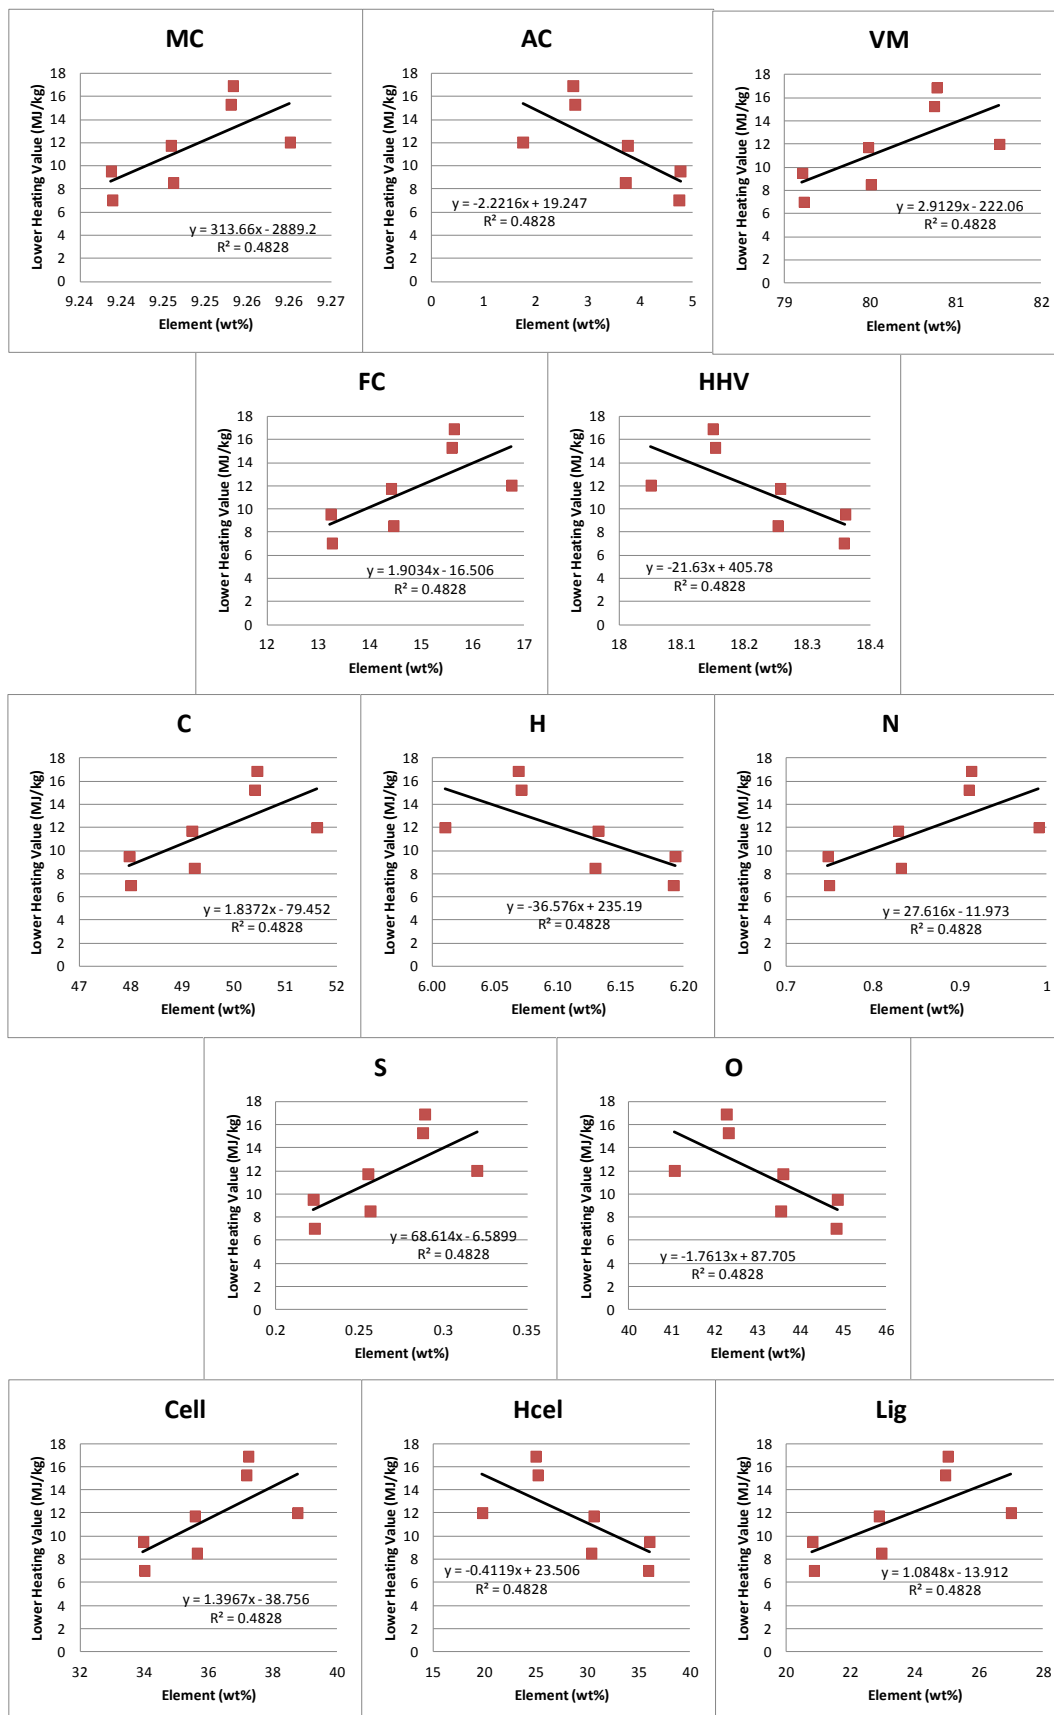 MC
Lower Heating Value (MJ/kg)
18
16
14
12
10
8
6
4
2
0
y = 313.66x - 2889.2
R² = 0.4828
9.24 9.24 9.25 9.25 9.26 9.26 9.27
Element (wt%)
AC
Lower Heating Value (MJ/kg)
18
16
14
12
10
8
6
4
2
0
y = -2.2216x + 19.247
R² = 0.4828
0 1 2 3 4 5
Element (wt%)
VM
Lower Heating Value (MJ/kg)
18
16
14
12
10
8
6
4
2
0
y = 2.9129x - 222.06
R² = 0.4828
79 80 81 82
Element (wt%)
FC
Lower Heating Value (MJ/kg)
18
16
14
12
10
8
6
4
2
0
y = 1.9034x - 16.506
R² = 0.4828
12 13 14 15 16 17
Element (wt%)
HHV
Lower Heating Value (MJ/kg)
18
16
14
12
10
8
6
4
2
0
y = -21.63x + 405.78
R² = 0.4828
18 18.1 18.2 18.3 18.4
Element (wt%)
C
Lower Heating Value (MJ/kg)
18
16
14
12
10
8
6
4
2
0
y = 1.8372x - 79.452
R² = 0.4828
47 48 49 50 51 52
Element (wt%)
H
Lower Heating Value (MJ/kg)
18
16
14
12
10
8
6
4
2
0
y = -36.576x + 235.19
R² = 0.4828
6.00 6.05 6.10 6.15 6.20
Element (wt%)
N
Lower Heating Value (MJ/kg)
18
16
14
12
10
8
6
4
2
0
y = 27.616x - 11.973
R² = 0.4828
0.7 0.8 0.9 1
Element (wt%)
S
Lower Heating Value (MJ/kg)
18
16
14
12
10
8
6
4
2
0
y = 68.614x - 6.5899
R² = 0.4828
0.2 0.25 0.3 0.35
Element (wt%)
O
Lower Heating Value (MJ/kg)
18
16
14
12
10
8
6
4
2
0
y = -1.7613x + 87.705
R² = 0.4828
40 41 42 43 44 45 46
Element (wt%)
Cell
Lower Heating Value (MJ/kg)
18
16
14
12
10
8
6
4
2
0
y = 1.3967x - 38.756
R² = 0.4828
32 34 36 38 40
Element (wt%)
Hcel
Lower Heating Value (MJ/kg)
18
16
14
12
10
8
6
4
2
0
y = -0.4119x + 23.506
R² = 0.4828
15 20 25 30 35 40
Element (wt%)
Lig
Lower Heating Value (MJ/kg)
18
16
14
12
10
8
6
4
2
0
y = 1.0848x - 13.912
R² = 0.4828
20 22 24 26 28
Element (wt%)